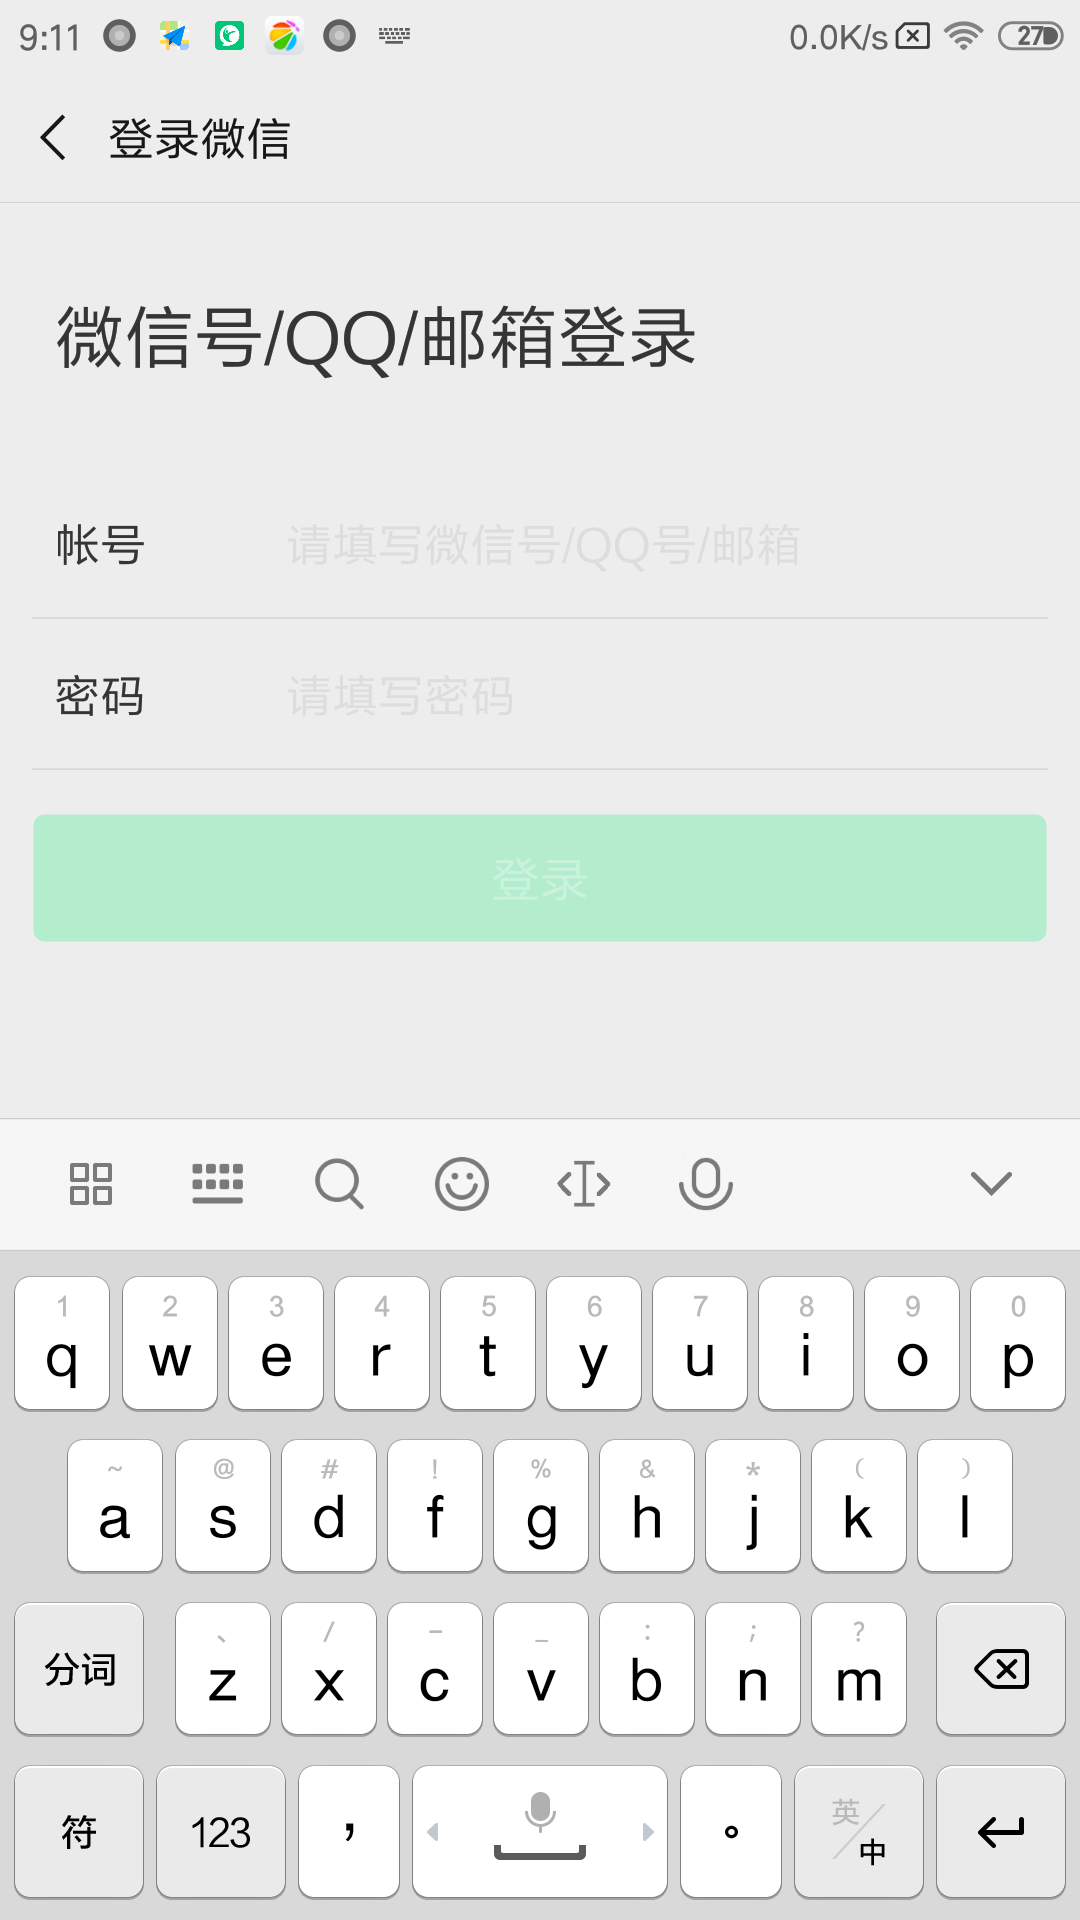 9:11 0.0K/s 27
登录微信
微信号/QQ/邮箱登录
帐号 请填写微信号/QQ号/邮箱
密码 请填写密码
登录
1 2 3 4 5 6 7 8 9 0
q w e r t y u i o p
~ @ # ! % & * ( )
a s d f g h j k l
、 / – _ : ; ?
分词 z x c v b n m
符 123 , 。 英/中